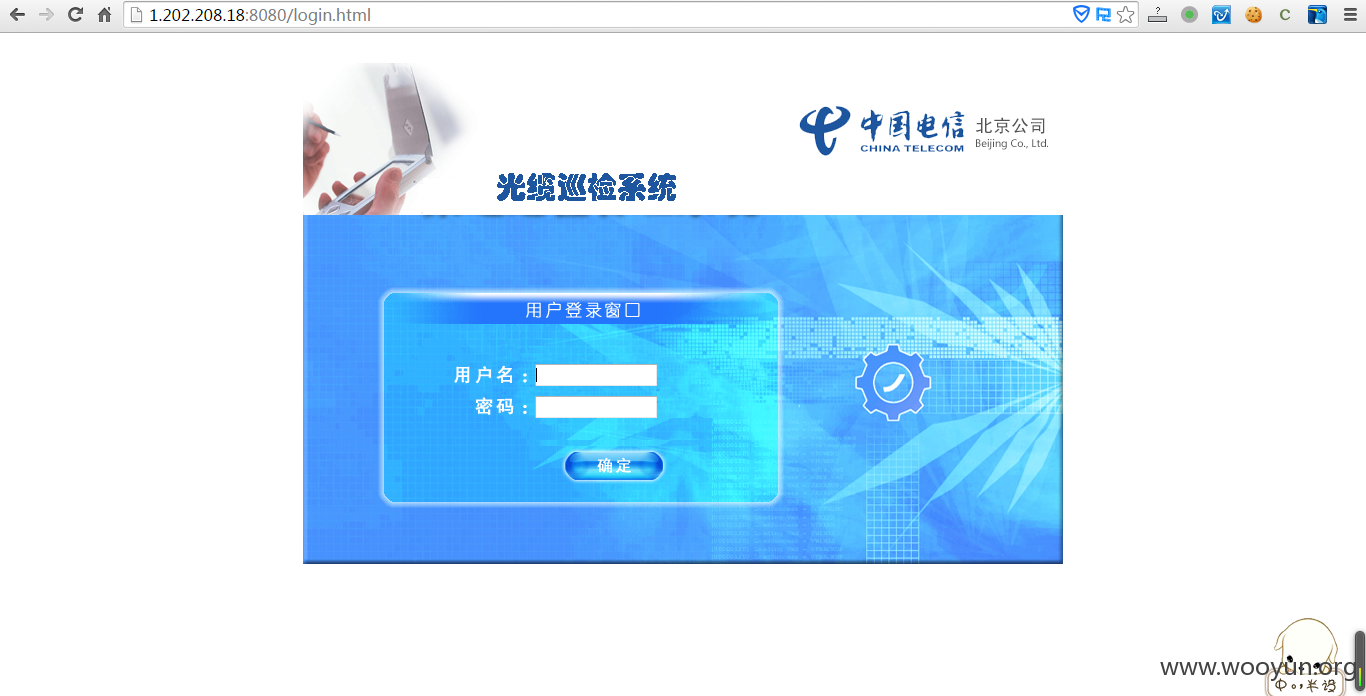 1.202.208.18:8080/login.html
中国电信 北京公司
CHINA TELECOM Beijing Co., Ltd.
光缆巡检系统
用户登录窗口
用户名：
密码：
确定
www.wooyun.org